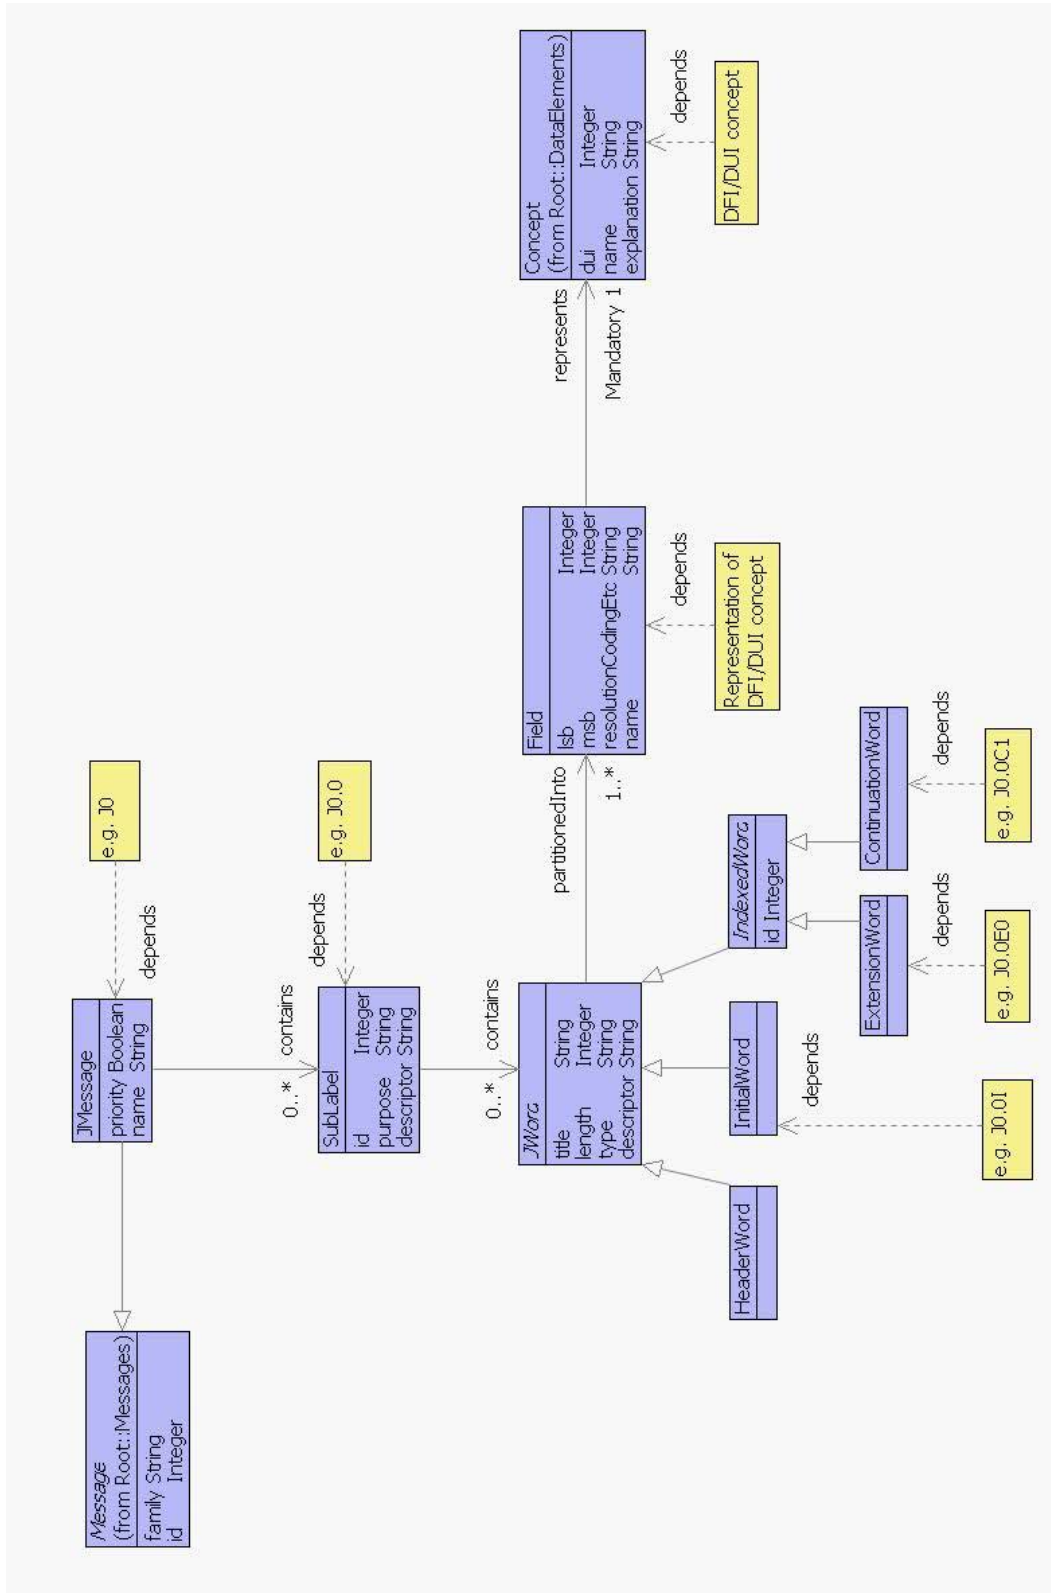 Message
(from Root::Messages)
family String
id Integer
JMessage
priority Boolean
name String
depends
e.g. J0
0..* contains
SubLabel
id Integer
purpose String
descriptor String
depends
e.g. J0.0
0..* contains
JWord
title String
length Integer
type String
descriptor String
partitionedInto
1..*
Field
lsb Integer
msb Integer
resolutionCodingEtc String
name String
depends
Representation of
DFI/DUI concept
represents
Mandatory 1
Concept
(from Root::DataElements)
dui Integer
name String
explanation String
depends
DFI/DUI concept
HeaderWord
InitialWord
depends
e.g. J0.0I
IndexedWord
id Integer
ExtensionWord
depends
e.g. J0.0E0
ContinuationWord
depends
e.g. J0.0C1